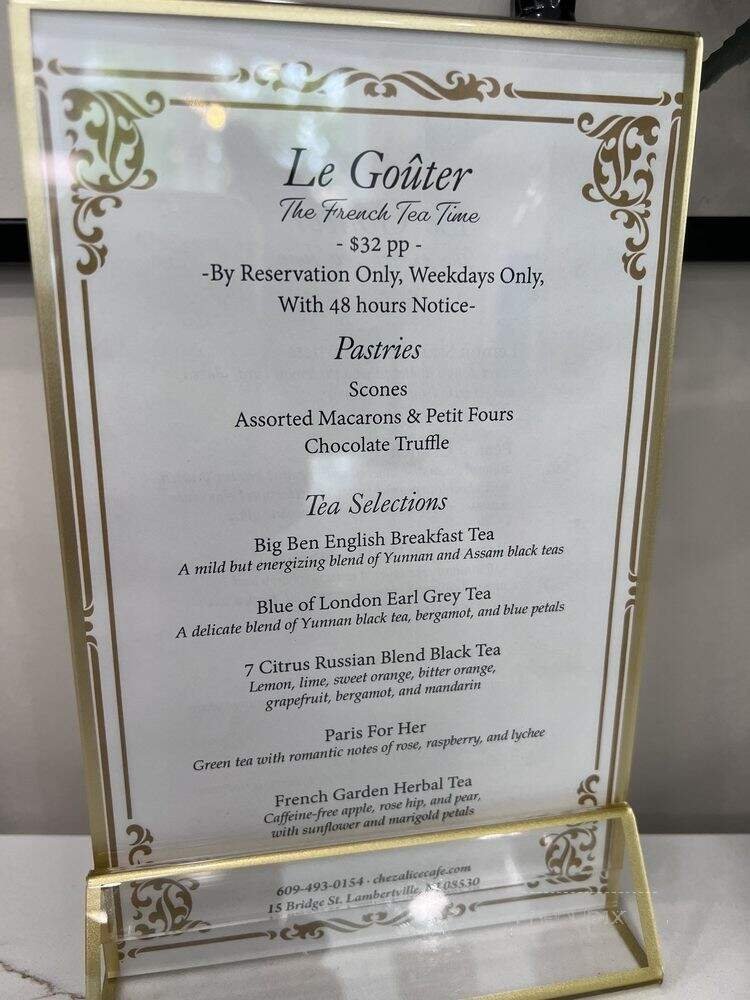 Le Goûter
The French Tea Time
- $32 pp -
-By Reservation Only, Weekdays Only,
With 48 hours Notice-
Pastries
Scones
Assorted Macarons & Petit Fours
Chocolate Truffle
Tea Selections
Big Ben English Breakfast Tea
A mild but energizing blend of Yunnan and Assam black teas
Blue of London Earl Grey Tea
A delicate blend of Yunnan black tea, bergamot, and blue petals
7 Citrus Russian Blend Black Tea
Lemon, lime, sweet orange, bitter orange,
grapefruit, bergamot, and mandarin
Paris For Her
Green tea with romantic notes of rose, raspberry, and lychee
French Garden Herbal Tea
Caffeine-free apple, rose hip, and pear,
with sunflower and marigold petals
609-493-0154 · chezalicecafe.com
15 Bridge St. Lambertville, NJ 08530